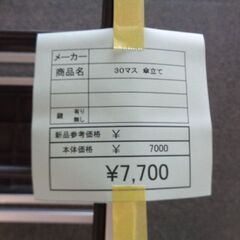 メーカー
商品名 30マス 傘立て
鍵 有り 無し
新品参考価格 ¥
本体価格 ¥ 7000
¥7,700